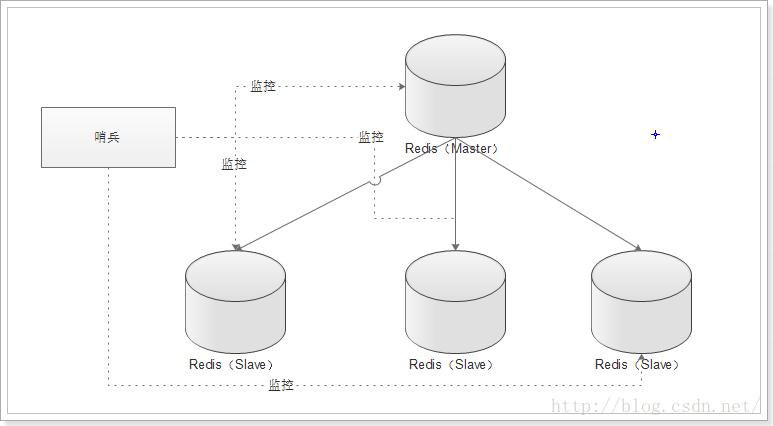 监控
哨兵
监控
Redis（Master）
监控
Redis（Slave）
Redis（Slave）
Redis（Slave）
监控
http://blog.csdn.net/